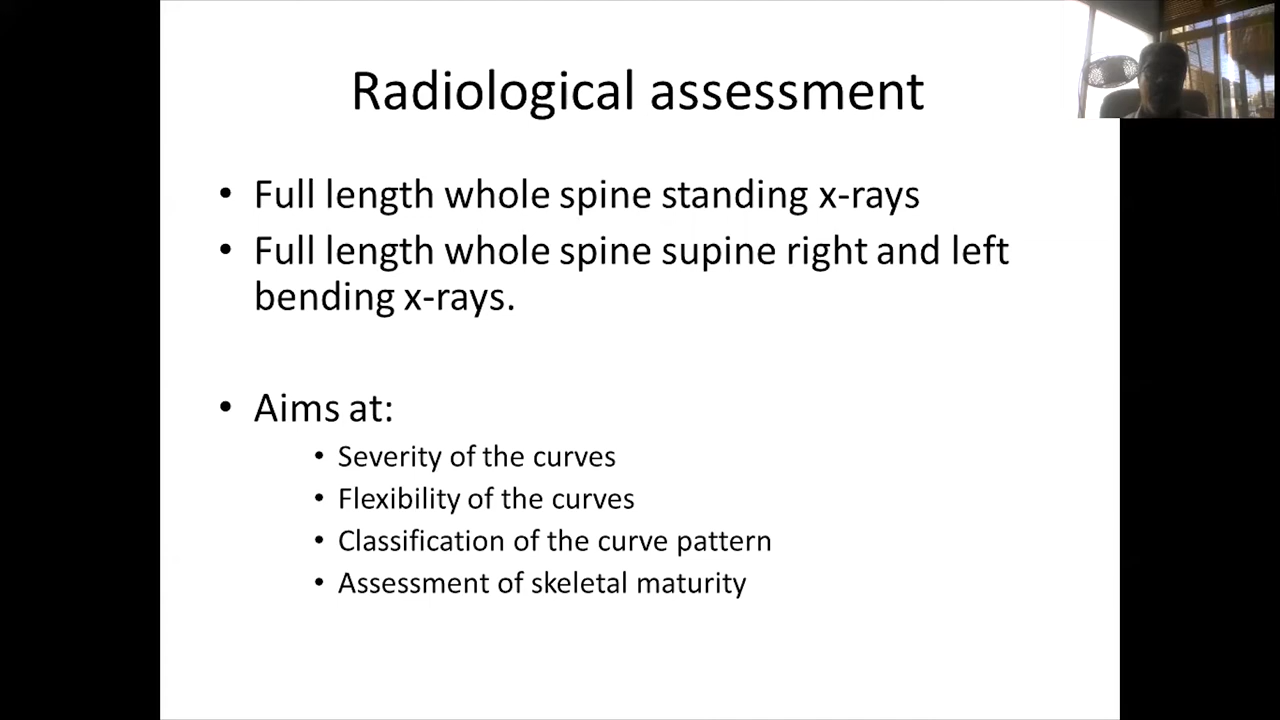 Radiological assessment
• Full length whole spine standing x-rays
• Full length whole spine supine right and left
bending x-rays.
• Aims at:
• Severity of the curves
• Flexibility of the curves
• Classification of the curve pattern
• Assessment of skeletal maturity